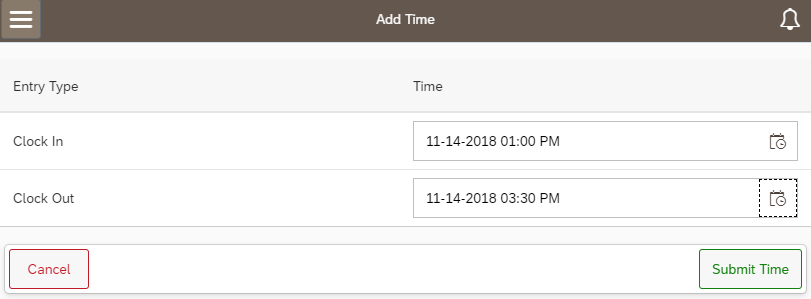 Add Time
Entry Type Time
Clock In 11-14-2018 01:00 PM
Clock Out 11-14-2018 03:30 PM
Cancel Submit Time